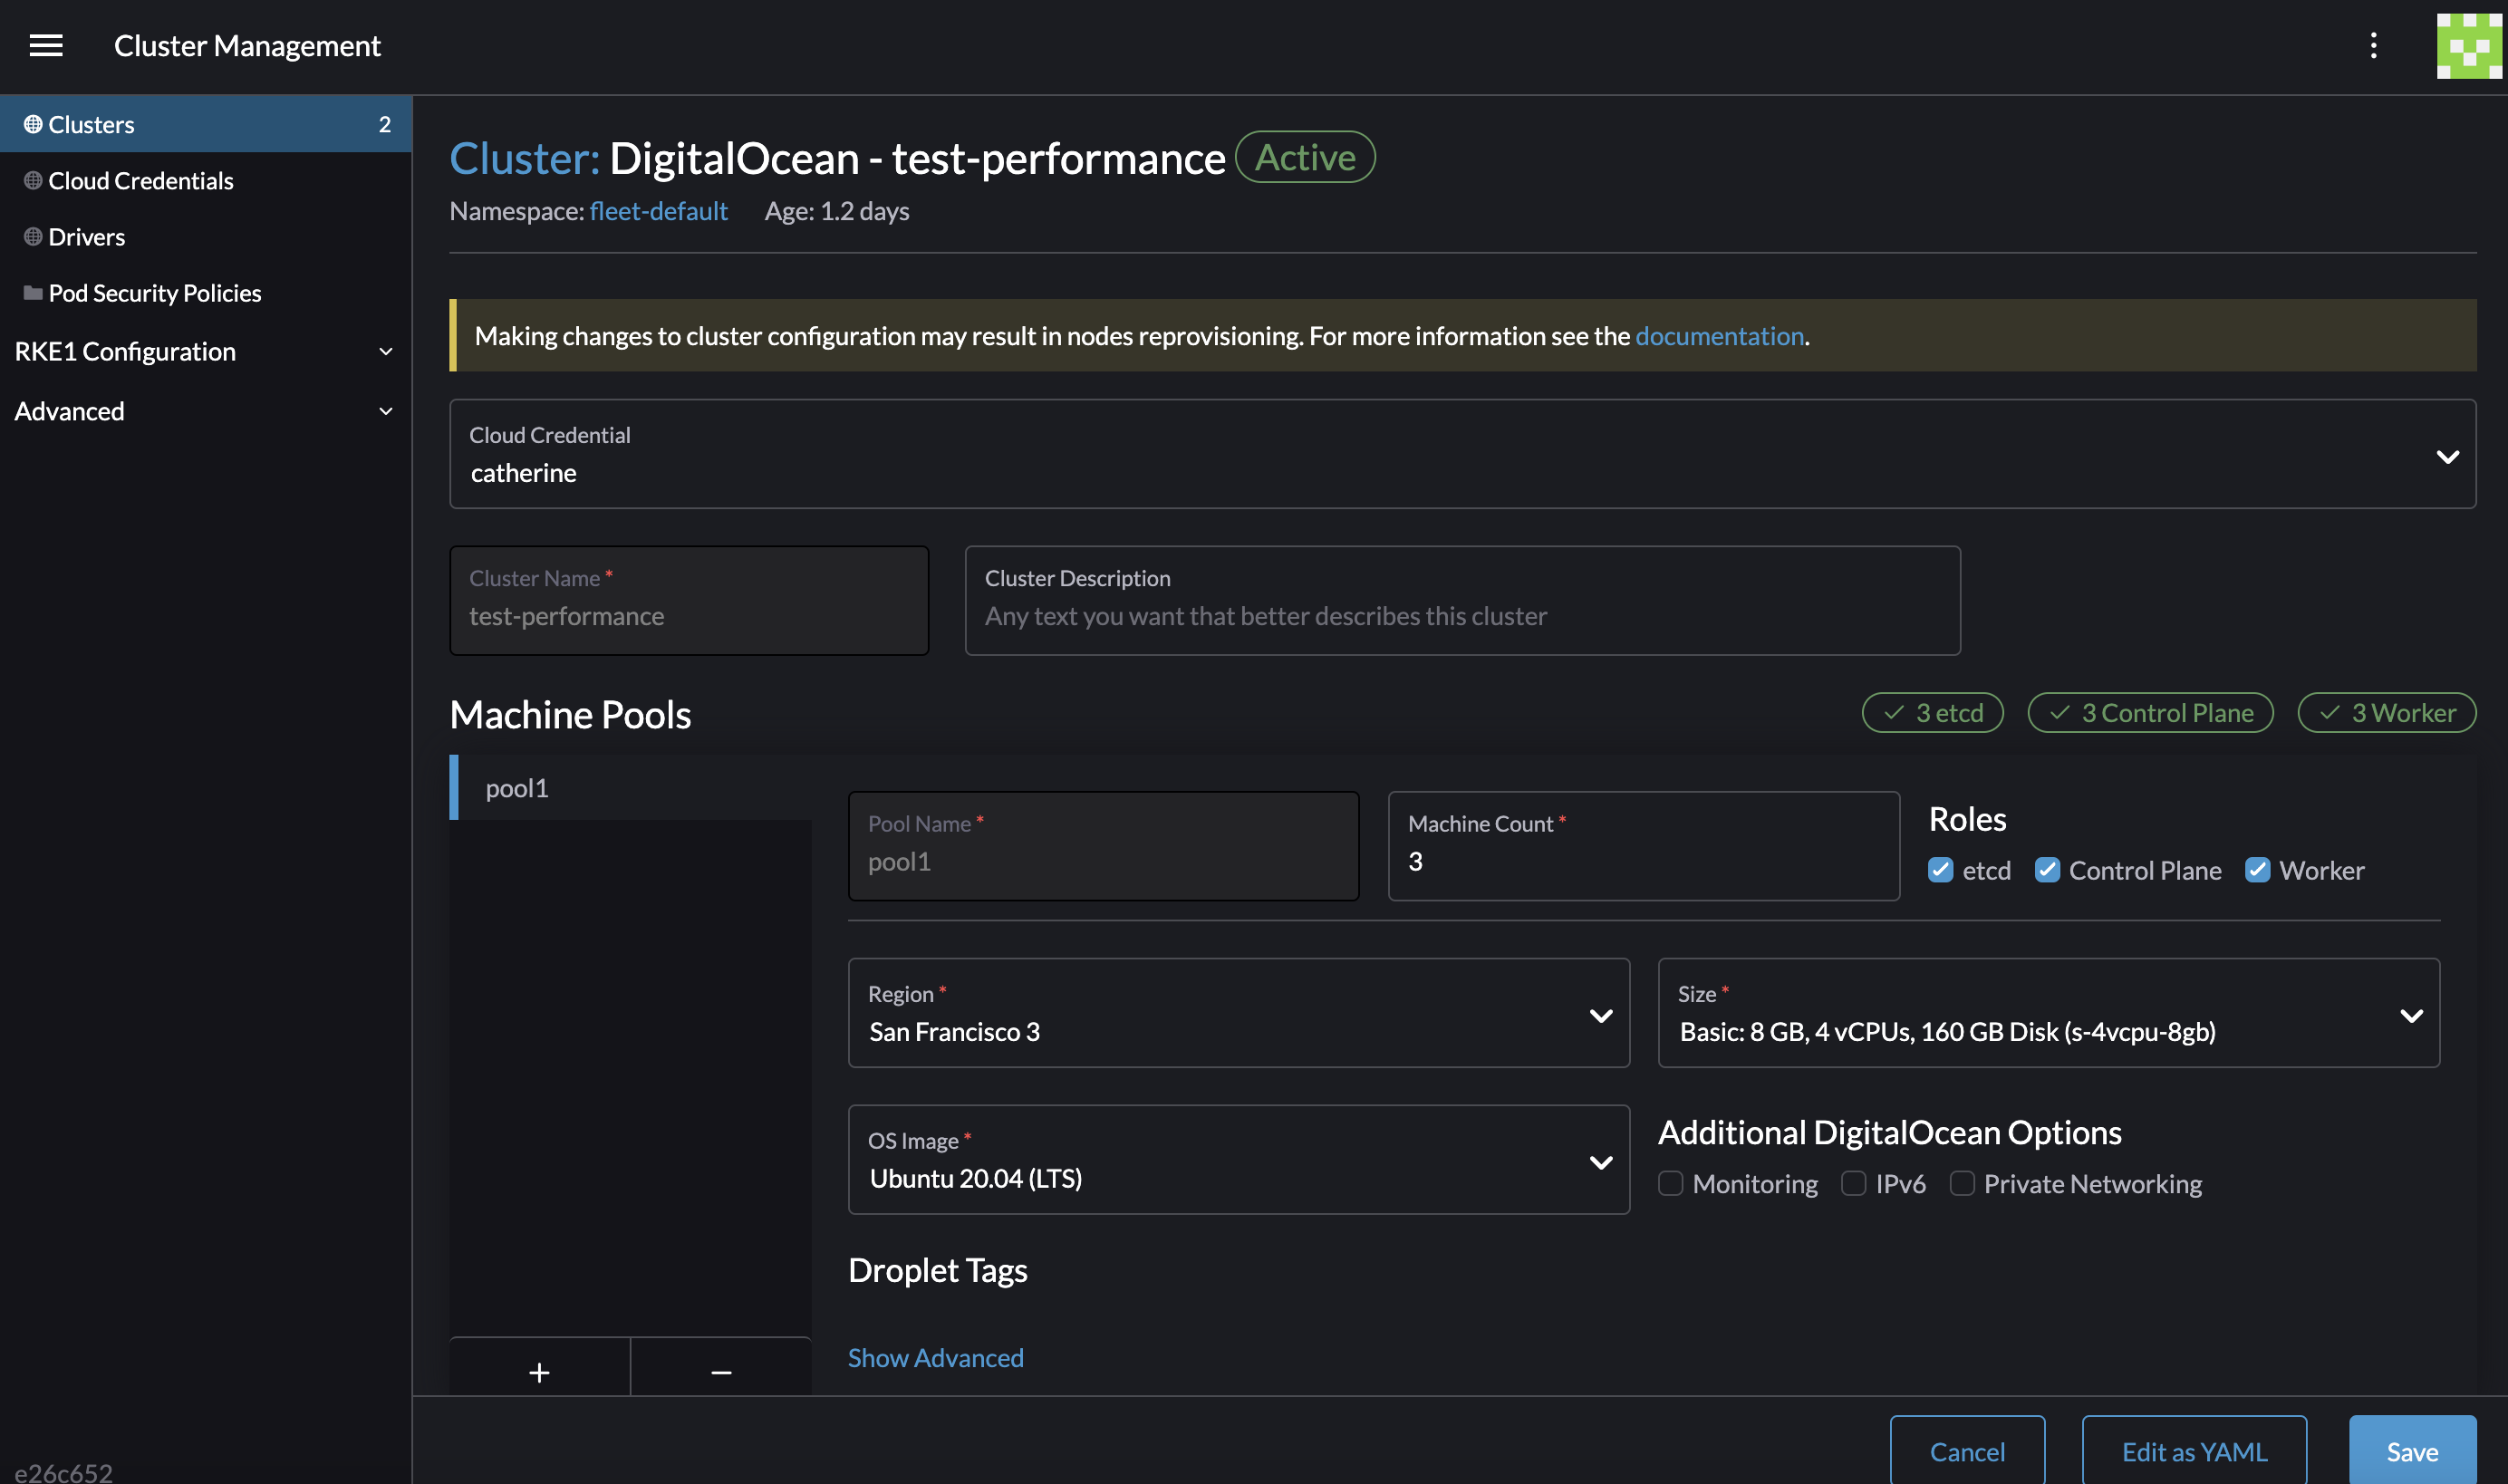 Cluster Management
Clusters 2
Cloud Credentials
Drivers
Pod Security Policies
RKE1 Configuration
Advanced
e26c652
Cluster: DigitalOcean - test-performance Active
Namespace: fleet-default Age: 1.2 days
Making changes to cluster configuration may result in nodes reprovisioning. For more information see the documentation.
Cloud Credential
catherine
Cluster Name *
test-performance
Cluster Description
Any text you want that better describes this cluster
Machine Pools
3 etcd 3 Control Plane 3 Worker
pool1
Pool Name *
pool1
Machine Count *
3
Roles
etcd Control Plane Worker
Region *
San Francisco 3
Size *
Basic: 8 GB, 4 vCPUs, 160 GB Disk (s-4vcpu-8gb)
OS Image *
Ubuntu 20.04 (LTS)
Additional DigitalOcean Options
Monitoring IPv6 Private Networking
Droplet Tags
Show Advanced
+ −
Cancel Edit as YAML Save